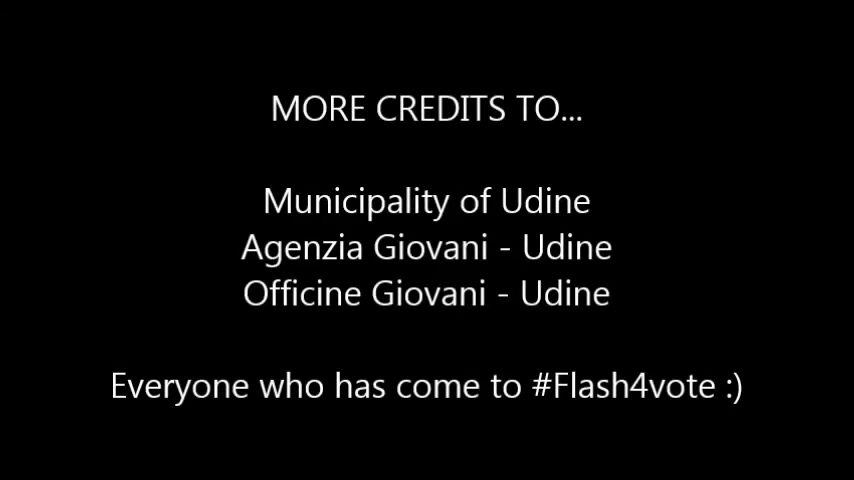 MORE CREDITS TO...
Municipality of Udine
Agenzia Giovani - Udine
Officine Giovani - Udine
Everyone who has come to #Flash4vote :)